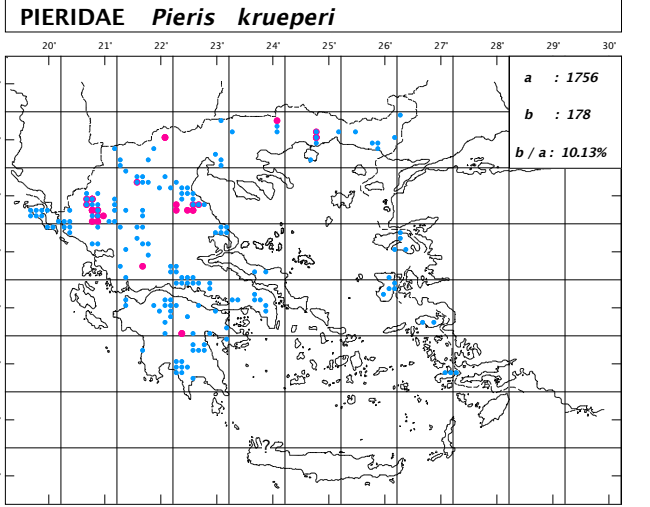 PIERIDAE Pieris krueperi
20° 21° 22° 23° 24° 25° 26° 27° 28° 29° 30°
a : 1756
b : 178
b / a : 10.13%
?